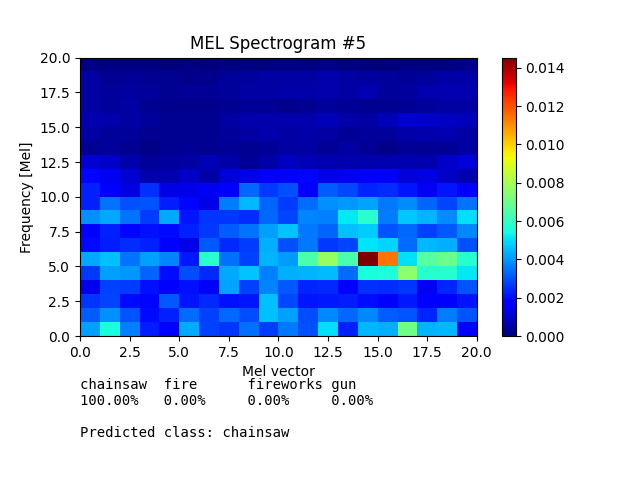 MEL Spectrogram #5
Frequency [Mel]
20.0
17.5
15.0
12.5
10.0
7.5
5.0
2.5
0.0
0.0 2.5 5.0 7.5 10.0 12.5 15.0 17.5 20.0
Mel vector
0.014
0.012
0.010
0.008
0.006
0.004
0.002
0.000
chainsaw fire fireworks gun
100.00% 0.00% 0.00% 0.00%
Predicted class: chainsaw